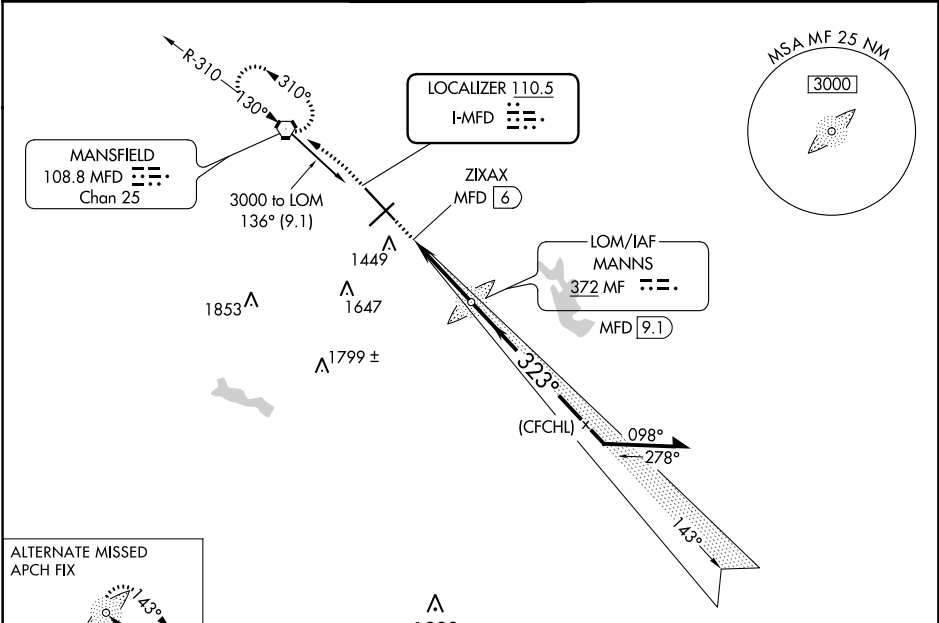 MSA MF 25 NM
3000
R-310
310°
130°
LOCALIZER 110.5
I-MFD
MANSFIELD
108.8 MFD
Chan 25
3000 to LOM
136° (9.1)
ZIXAX
MFD 6
LOM/IAF
MANNS
372 MF
MFD 9.1
1449
1853
1647
1799 ±
323°
(CFCHL)
098°
278°
143°
ALTERNATE MISSED
APCH FIX
143°